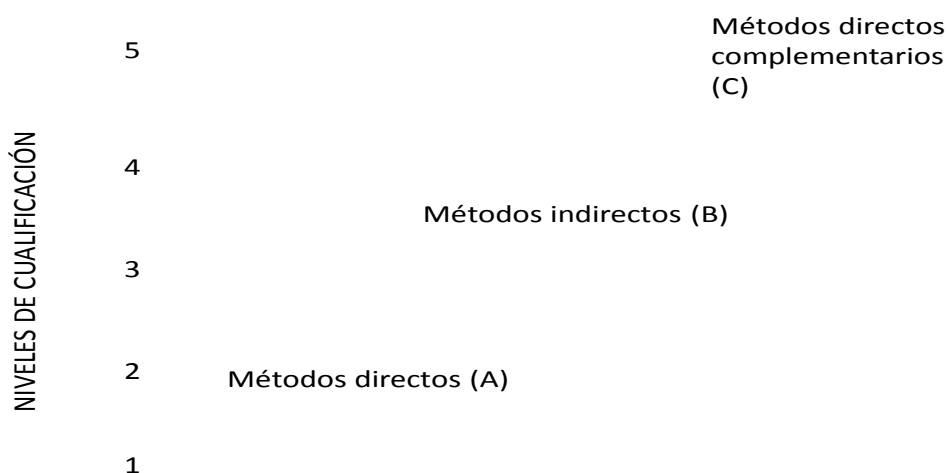 Métodos directos
complementarios
(C)
5
4
Métodos indirectos (B)
3
2
Métodos directos (A)
1
NIVELES DE CUALIFICACIÓN